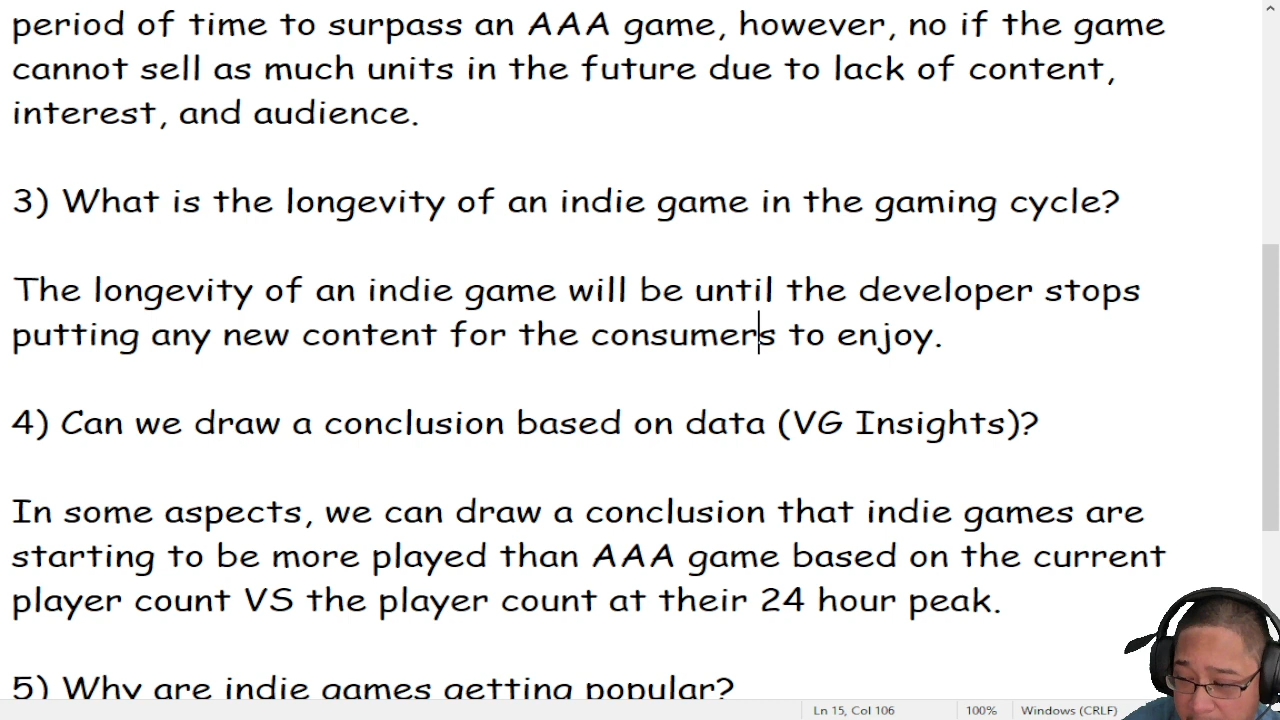 period of time to surpass an AAA game, however, no if the game
cannot sell as much units in the future due to lack of content,
interest, and audience.
3) What is the longevity of an indie game in the gaming cycle?
The longevity of an indie game will be until the developer stops
putting any new content for the consumers to enjoy.
4) Can we draw a conclusion based on data (VG Insights)?
In some aspects, we can draw a conclusion that indie games are
starting to be more played than AAA game based on the current
player count VS the player count at their 24 hour peak.
5) Why are indie games getting popular?
Ln 15, Col 106
100%
Windows (CRLF)